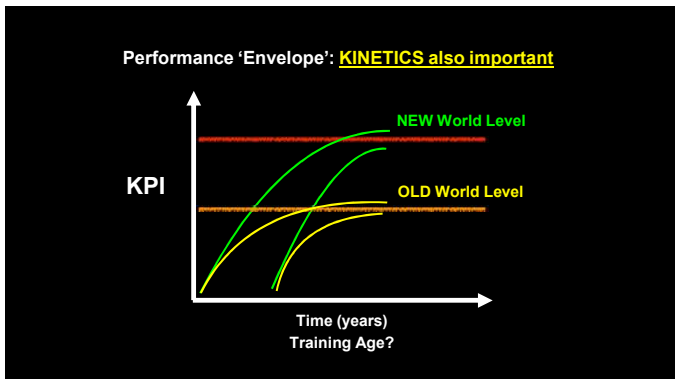 Performance ‘Envelope’: KINETICS also important
NEW World Level
KPI
OLD World Level
Time (years)
Training Age?